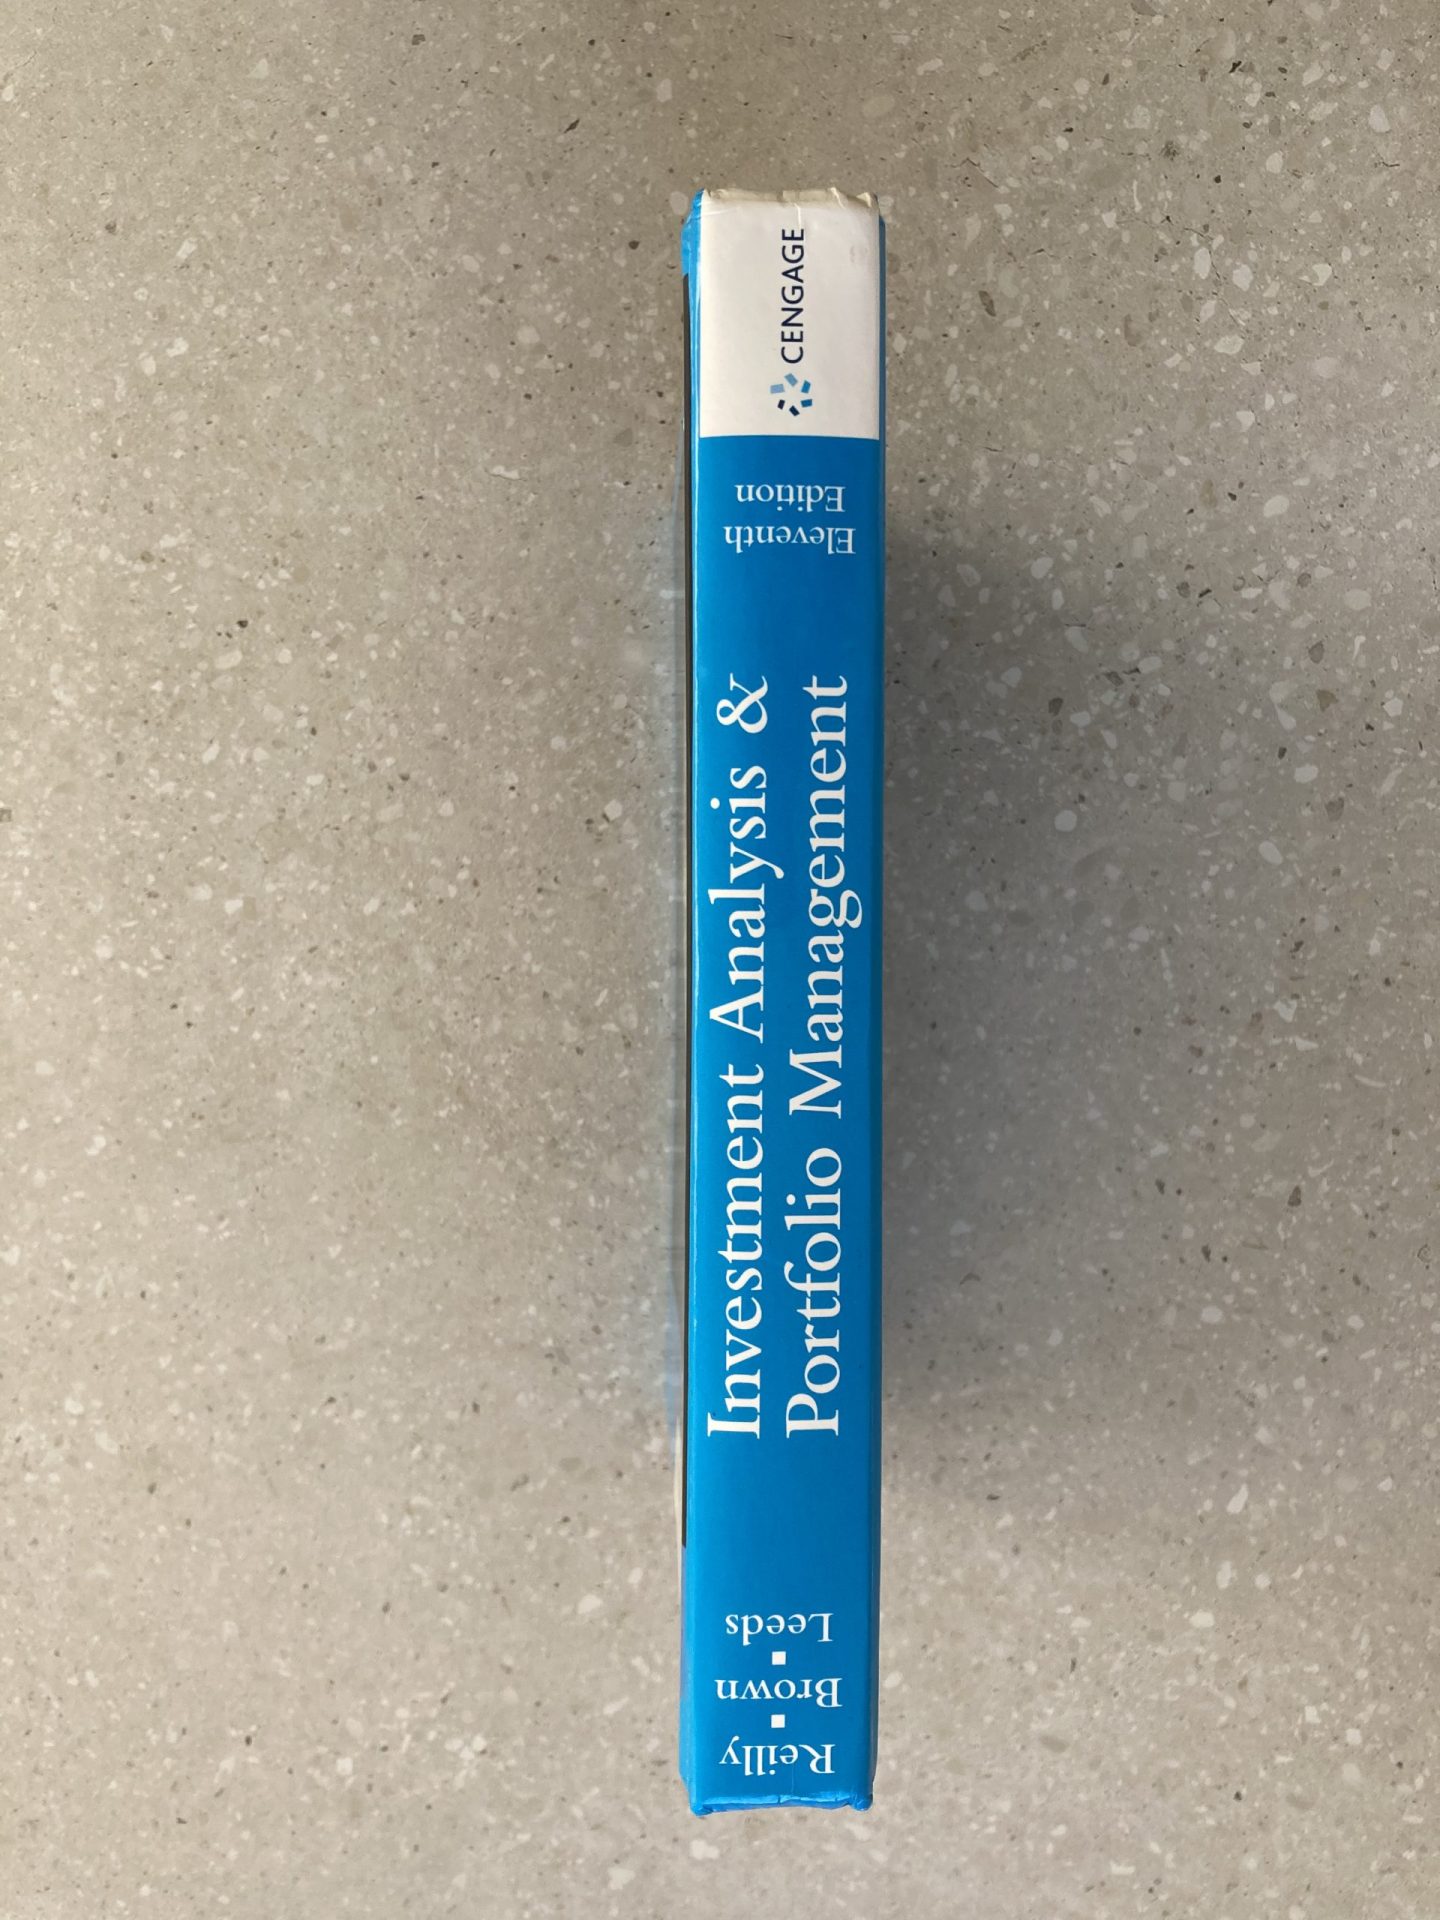 Reilly
Brown
Leeds
Investment Analysis &
Portfolio Management
Eleventh
Edition
CENGAGE